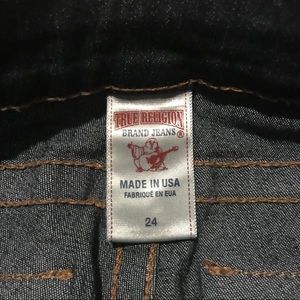 TRUE RELIGION
BRAND JEANS®
MADE IN USA
FABRIQUÉ EN EUA
24